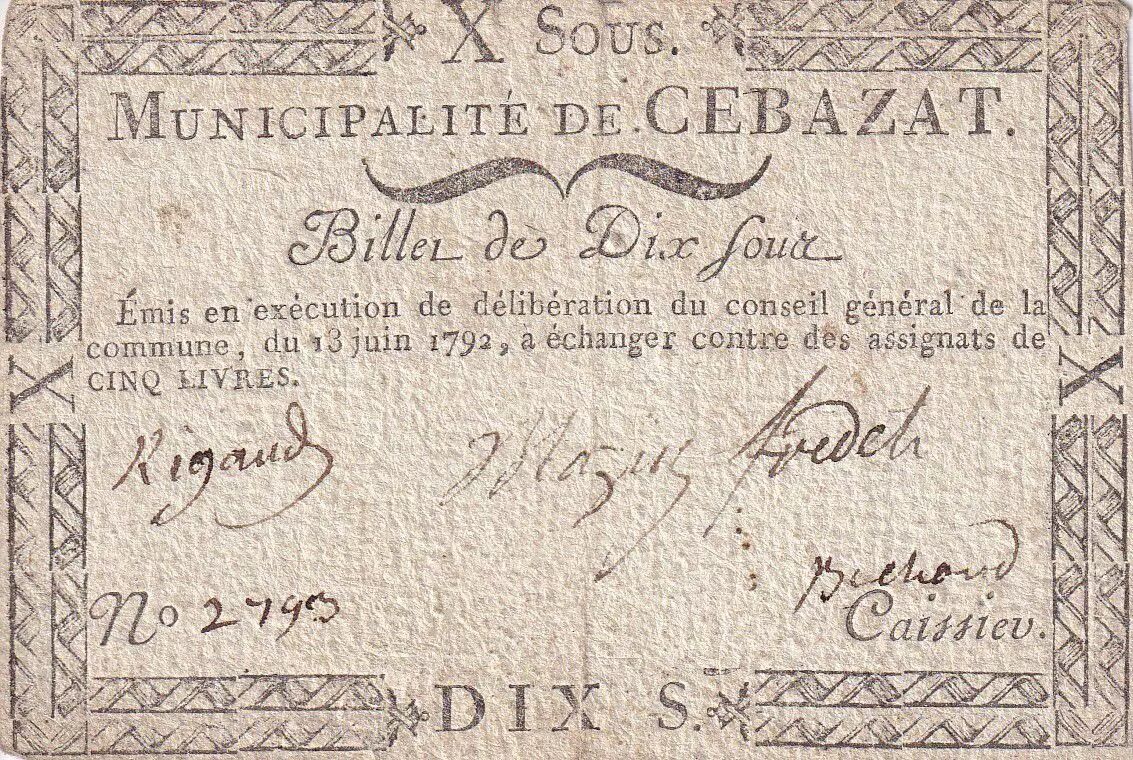 X Sous.
MUNICIPALITÉ DE CEBAZAT.
Billet de Dix sous
Émis en exécution de délibération du conseil général de la
commune, du 13 juin 1792, à échanger contre des assignats de
CINQ LIVRES.
X X
Rigaud Mazin
No 2793
Caissier.
DIX S.